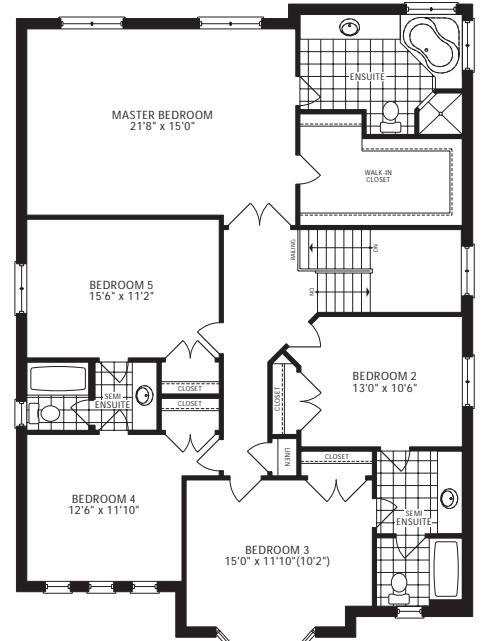 ENSUITE
MASTER BEDROOM
21'8" x 15'0"
WALK-IN
CLOSET
RAILING
DN
DN
BEDROOM 5
15'6" x 11'2"
BEDROOM 2
13'0" x 10'6"
CLOSET
CLOSET
CLOSET
SEMI
ENSUITE
LINEN
CLOSET
BEDROOM 4
12'6" x 11'10"
SEMI
ENSUITE
BEDROOM 3
15'0" x 11'10"(10'2")